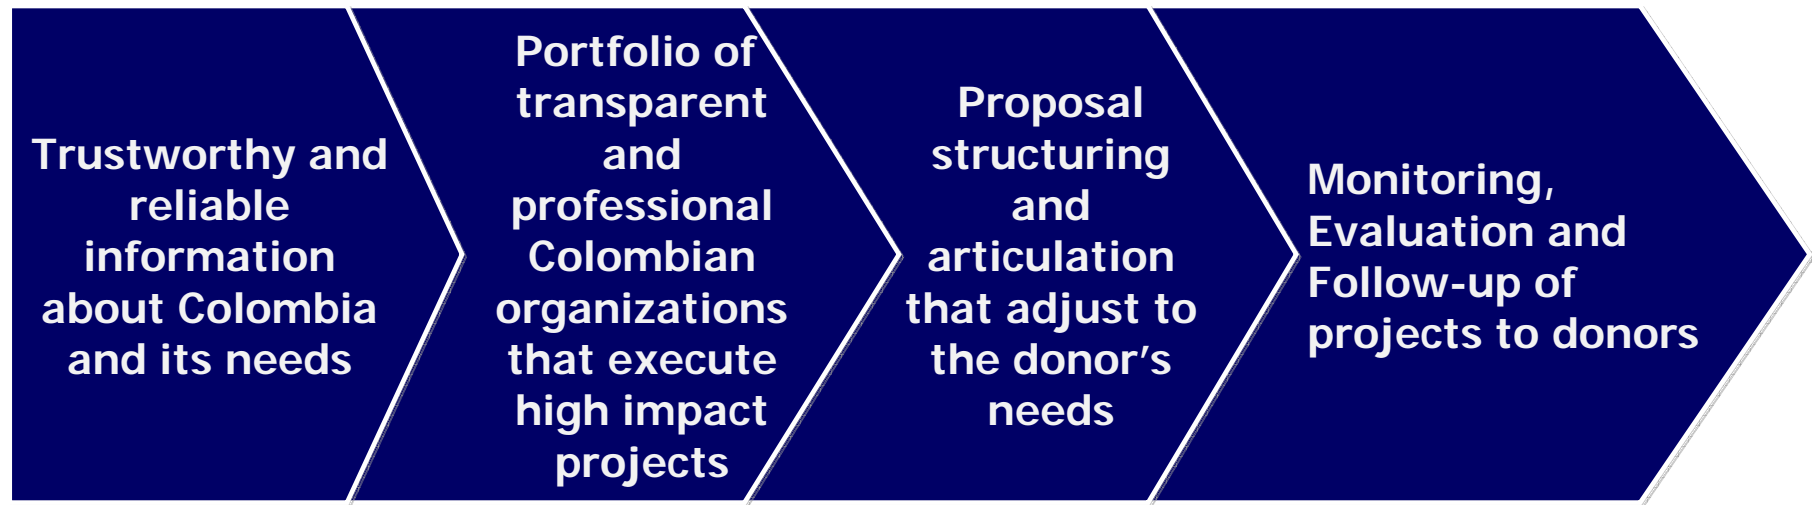 Trustworthy and
reliable
information
about Colombia
and its needs
Portfolio of
transparent
and
professional
Colombian
organizations
that execute
high impact
projects
Proposal
structuring
and
articulation
that adjust to
the donor’s
needs
Monitoring,
Evaluation and
Follow-up of
projects to donors